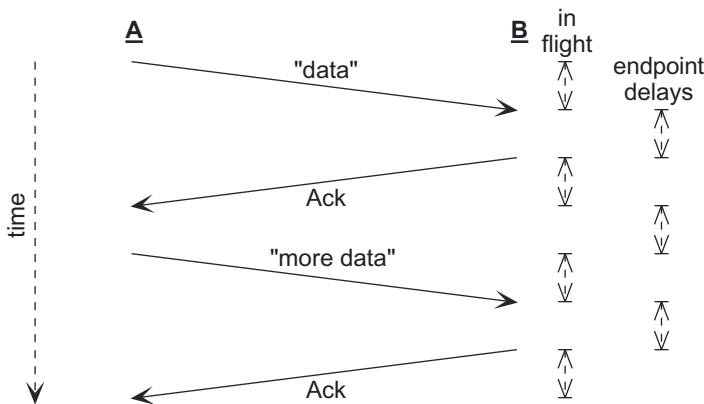 A
B
in
flight
endpoint
delays
"data"
time
Ack
"more data"
Ack